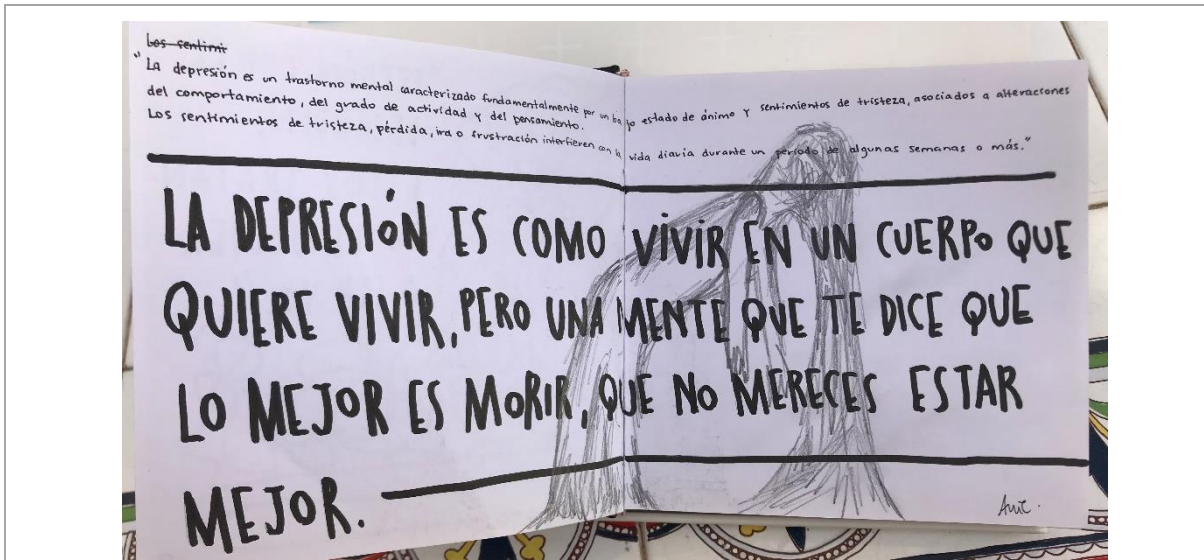 Los sentimi
"La depresión es un trastorno mental caracterizado fundamentalmente por un bajo estado de ánimo y sentimientos de tristeza, asociados a alteraciones
del comportamiento, del grado de actividad y del pensamiento.
Los sentimientos de tristeza, pérdida, ira o frustración interfieren con la vida diaria durante un período de algunas semanas o más."
LA DEPRESIÓN ES COMO VIVIR EN UN CUERPO QUE
QUIERE VIVIR, PERO UNA MENTE QUE TE DICE QUE
LO MEJOR ES MORIR, QUE NO MERECES ESTAR
MEJOR.